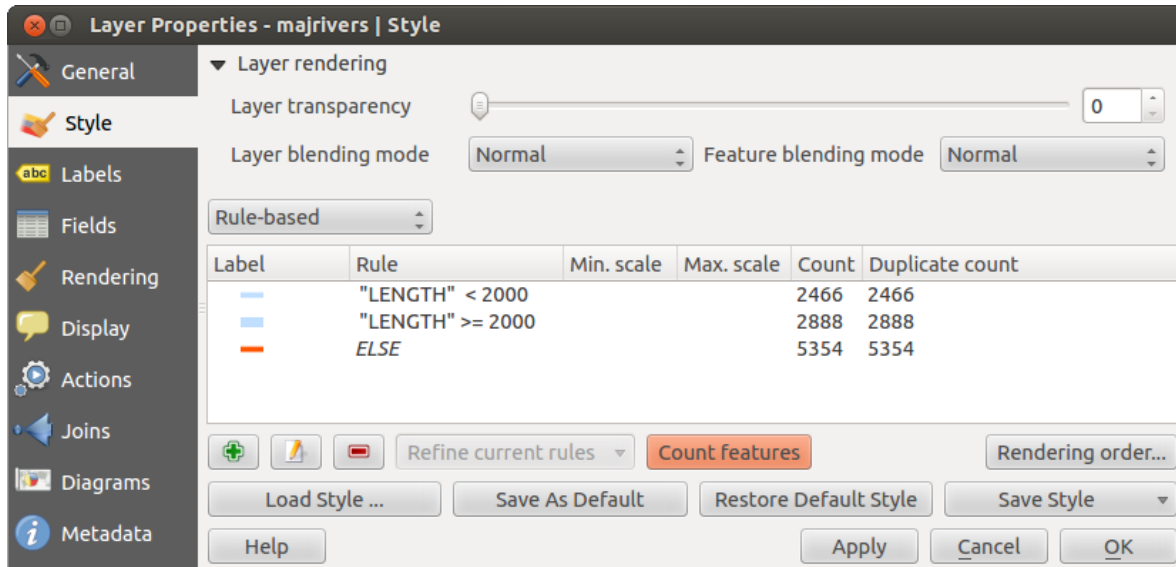 Layer Properties - majrivers | Style
General
Style
abc Labels
Fields
Rendering
Display
Actions
Joins
Diagrams
Metadata
Layer rendering
Layer transparency 0
Layer blending mode Normal Feature blending mode Normal
Rule-based
Label Rule Min. scale Max. scale Count Duplicate count
"LENGTH" < 2000 2466 2466
"LENGTH" >= 2000 2888 2888
ELSE 5354 5354
Refine current rules Count features Rendering order...
Load Style ... Save As Default Restore Default Style Save Style
Help Apply Cancel OK